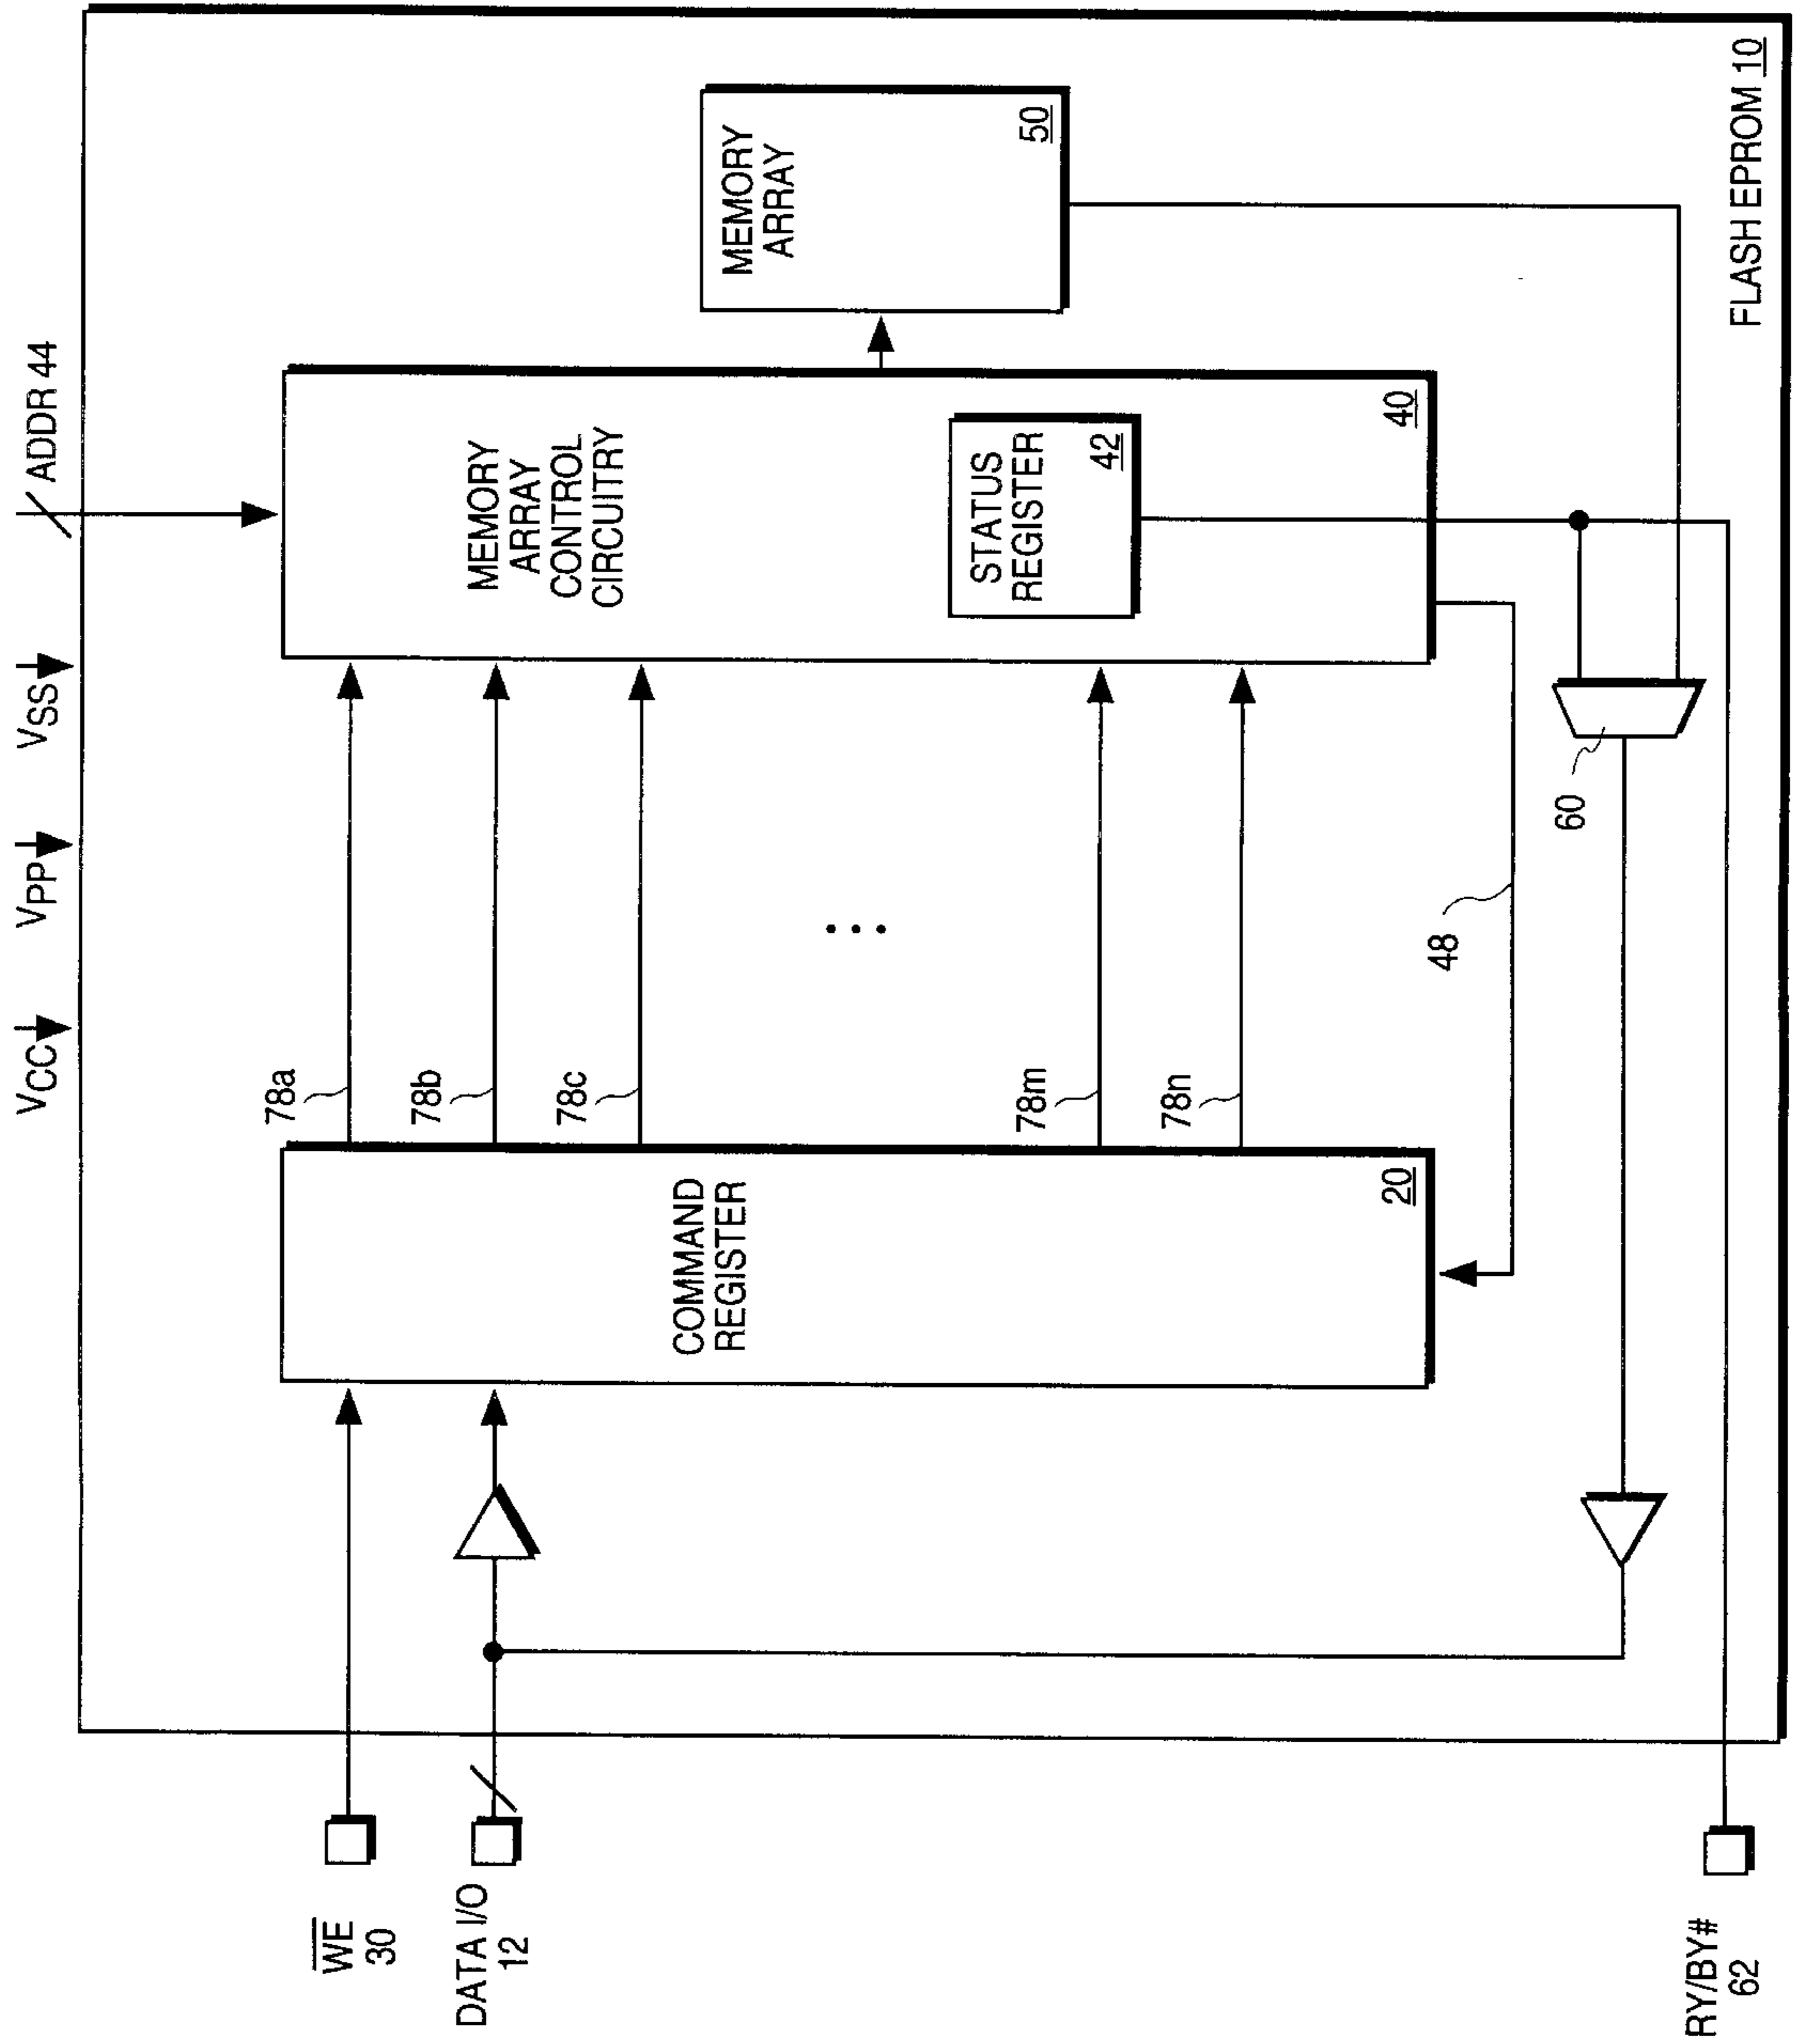 VCC
VPP
VSS
ADDR 44
WE
30
DATA I/O
12
RY/BY#
62
COMMAND
REGISTER
20
78a
78b
78c
...
78m
78n
48
MEMORY
ARRAY
CONTROL
CIRCUITRY
STATUS
REGISTER
42
40
MEMORY
ARRAY
50
60
FLASH EPROM 10